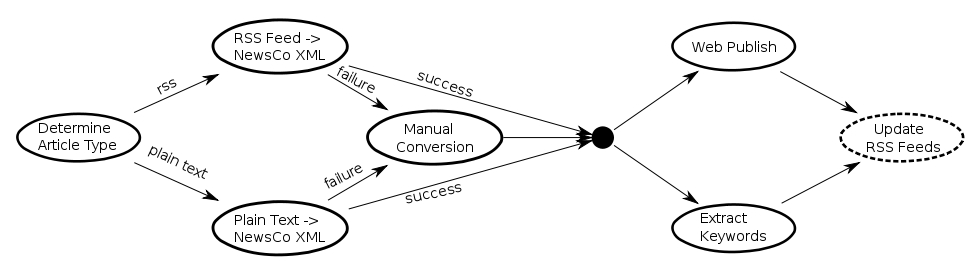 Determine
Article Type
rss
plain text
RSS Feed ->
NewsCo XML
Plain Text ->
NewsCo XML
failure
failure
success
success
Manual
Conversion
Web Publish
Extract
Keywords
Update
RSS Feeds